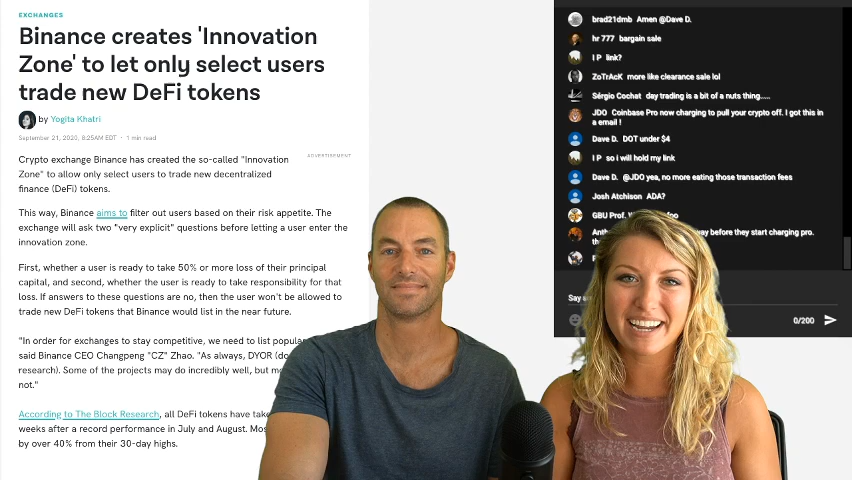 EXCHANGES
Binance creates 'Innovation
Zone' to let only select users
trade new DeFi tokens
by Yogita Khatri
September 21, 2020, 8:25AM EDT • 1 min read
ADVERTISEMENT
Crypto exchange Binance has created the so-called "Innovation
Zone" to allow only select users to trade new decentralized
finance (DeFi) tokens.
This way, Binance aims to filter out users based on their risk appetite. The
exchange will ask two "very explicit" questions before letting a user enter the
innovation zone.
First, whether a user is ready to take 50% or more loss of their principal
capital, and second, whether the user is ready to take responsibility for that
loss. If answers to these questions are no, then the user won't be allowed to
trade new DeFi tokens that Binance would list in the near future.
"In order for exchanges to stay competitive, we need to list popular
said Binance CEO Changpeng "CZ" Zhao. "As always, DYOR (do
research). Some of the projects may do incredibly well, but
not."
According to The Block Research, all DeFi tokens have
weeks after a record performance in July and August.
by over 40% from their 30-day highs.
brad21dmb Amen @Dave D.
hr 777 bargain sale
I P link?
ZoTrAcK more like clearance sale lol
Sérgio Cochat day trading is a bit of a nuts thing.....
JDO Coinbase Pro now charging to pull your crypto off. I got this in
a email !
Dave D. DOT under $4
I P so i will hold my link
Dave D. @JDO yea, no more eating those transaction fees
Josh Atchison ADA?
GBU Prof. foo
way before they start charging pro.
Say
0/200